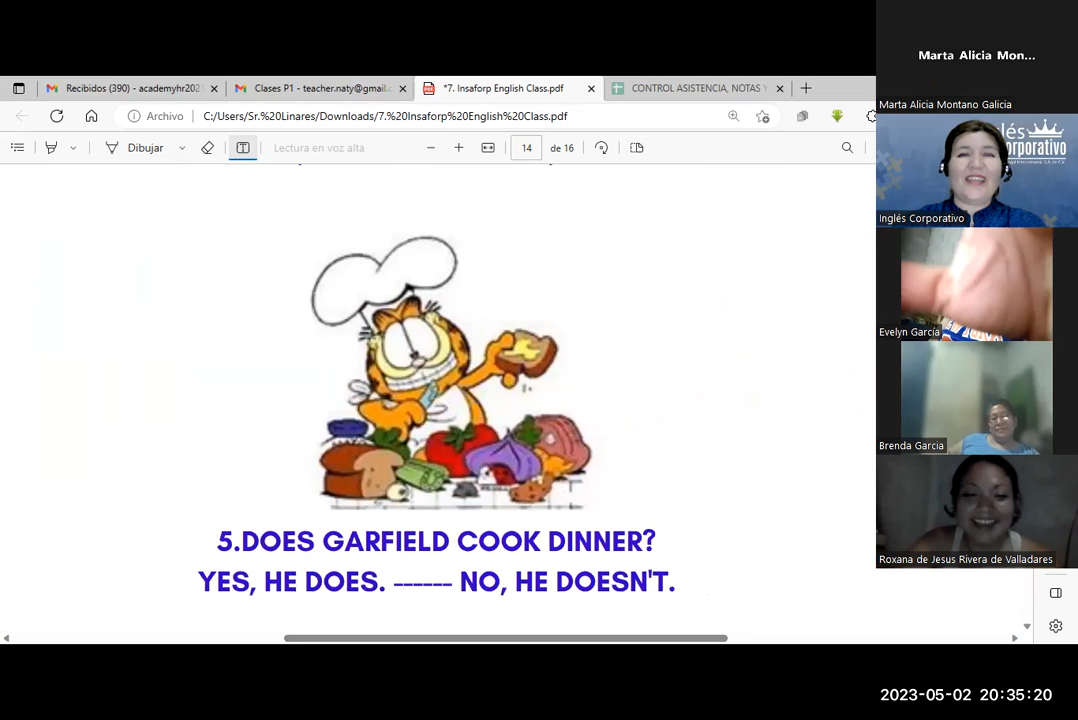 Recibidos (390) - academyhr202
Clases P1 - teacher.naty@gmail.c
*7. Insaforp English Class.pdf
CONTROL ASISTENCIA, NOTAS Y
Archivo
C:/Users/Sr.%20Linares/Downloads/7.%20Insaforp%20English%20Class.pdf
Dibujar
Lectura en voz alta
14
de 16
5.DOES GARFIELD COOK DINNER?
YES, HE DOES. ------ NO, HE DOESN'T.
Marta Alicia Mon...
Marta Alicia Montano Galicia
glés
orporativo
Inglés Corporativo
Evelyn García
Brenda Garcia
Roxana de Jesus Rivera de Valladares
2023-05-02 20:35:20